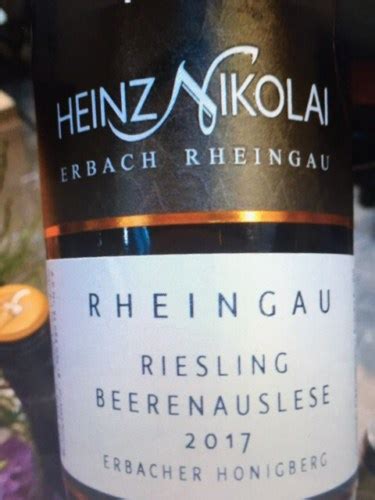 HEINZ NIKOLAI
ERBACH RHEINGAU
RHEINGAU
RIESLING
BEERENAUSLESE
2017
ERBACHER HONIGBERG